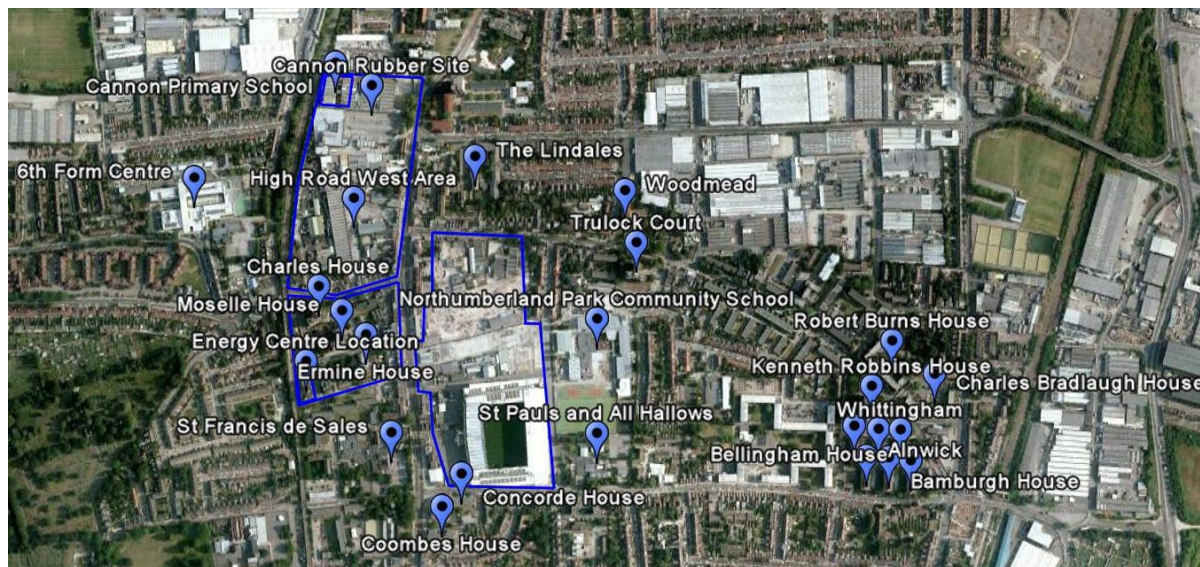 Cannon Rubber Site
Cannon Primary School
The Lindales
6th Form Centre
High Road West Area
Woodmead
Trulock Court
Charles House
Moselle House
Northumberland Park Community School
Robert Burns House
Energy Centre Location
Kenneth Robbins House
Ermine House
Charles Bradlaugh House
St Francis de Sales
St Pauls and All Hallows
Whittingham
Bellingham House
Alnwick
Bamburgh House
Concorde House
Coombes House